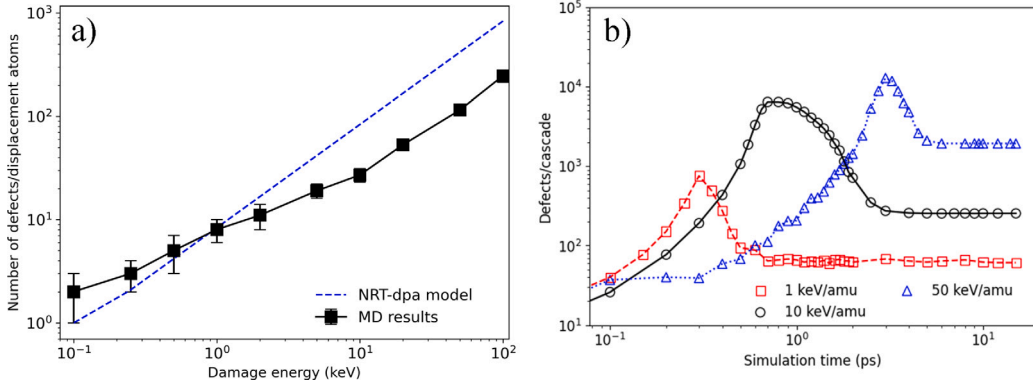 a)
10³
10²
10¹
10⁰
Number of defects/displacement atoms
NRT-dpa model
MD results
10⁻¹ 10⁰ 10¹ 10²
Damage energy (keV)
b)
10⁵
10⁴
10³
10²
10¹
Defects/cascade
1 keV/amu
10 keV/amu
50 keV/amu
10⁻¹ 10⁰ 10¹
Simulation time (ps)